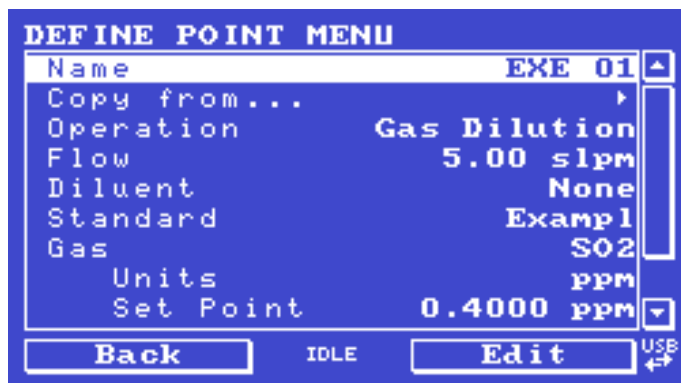 DEFINE POINT MENU
Name EXE 01
Copy from...
Operation Gas Dilution
Flow 5.00 slpm
Diluent None
Standard Exampl
Gas SO2
Units ppm
Set Point 0.4000 ppm
Back IDLE Edit USB